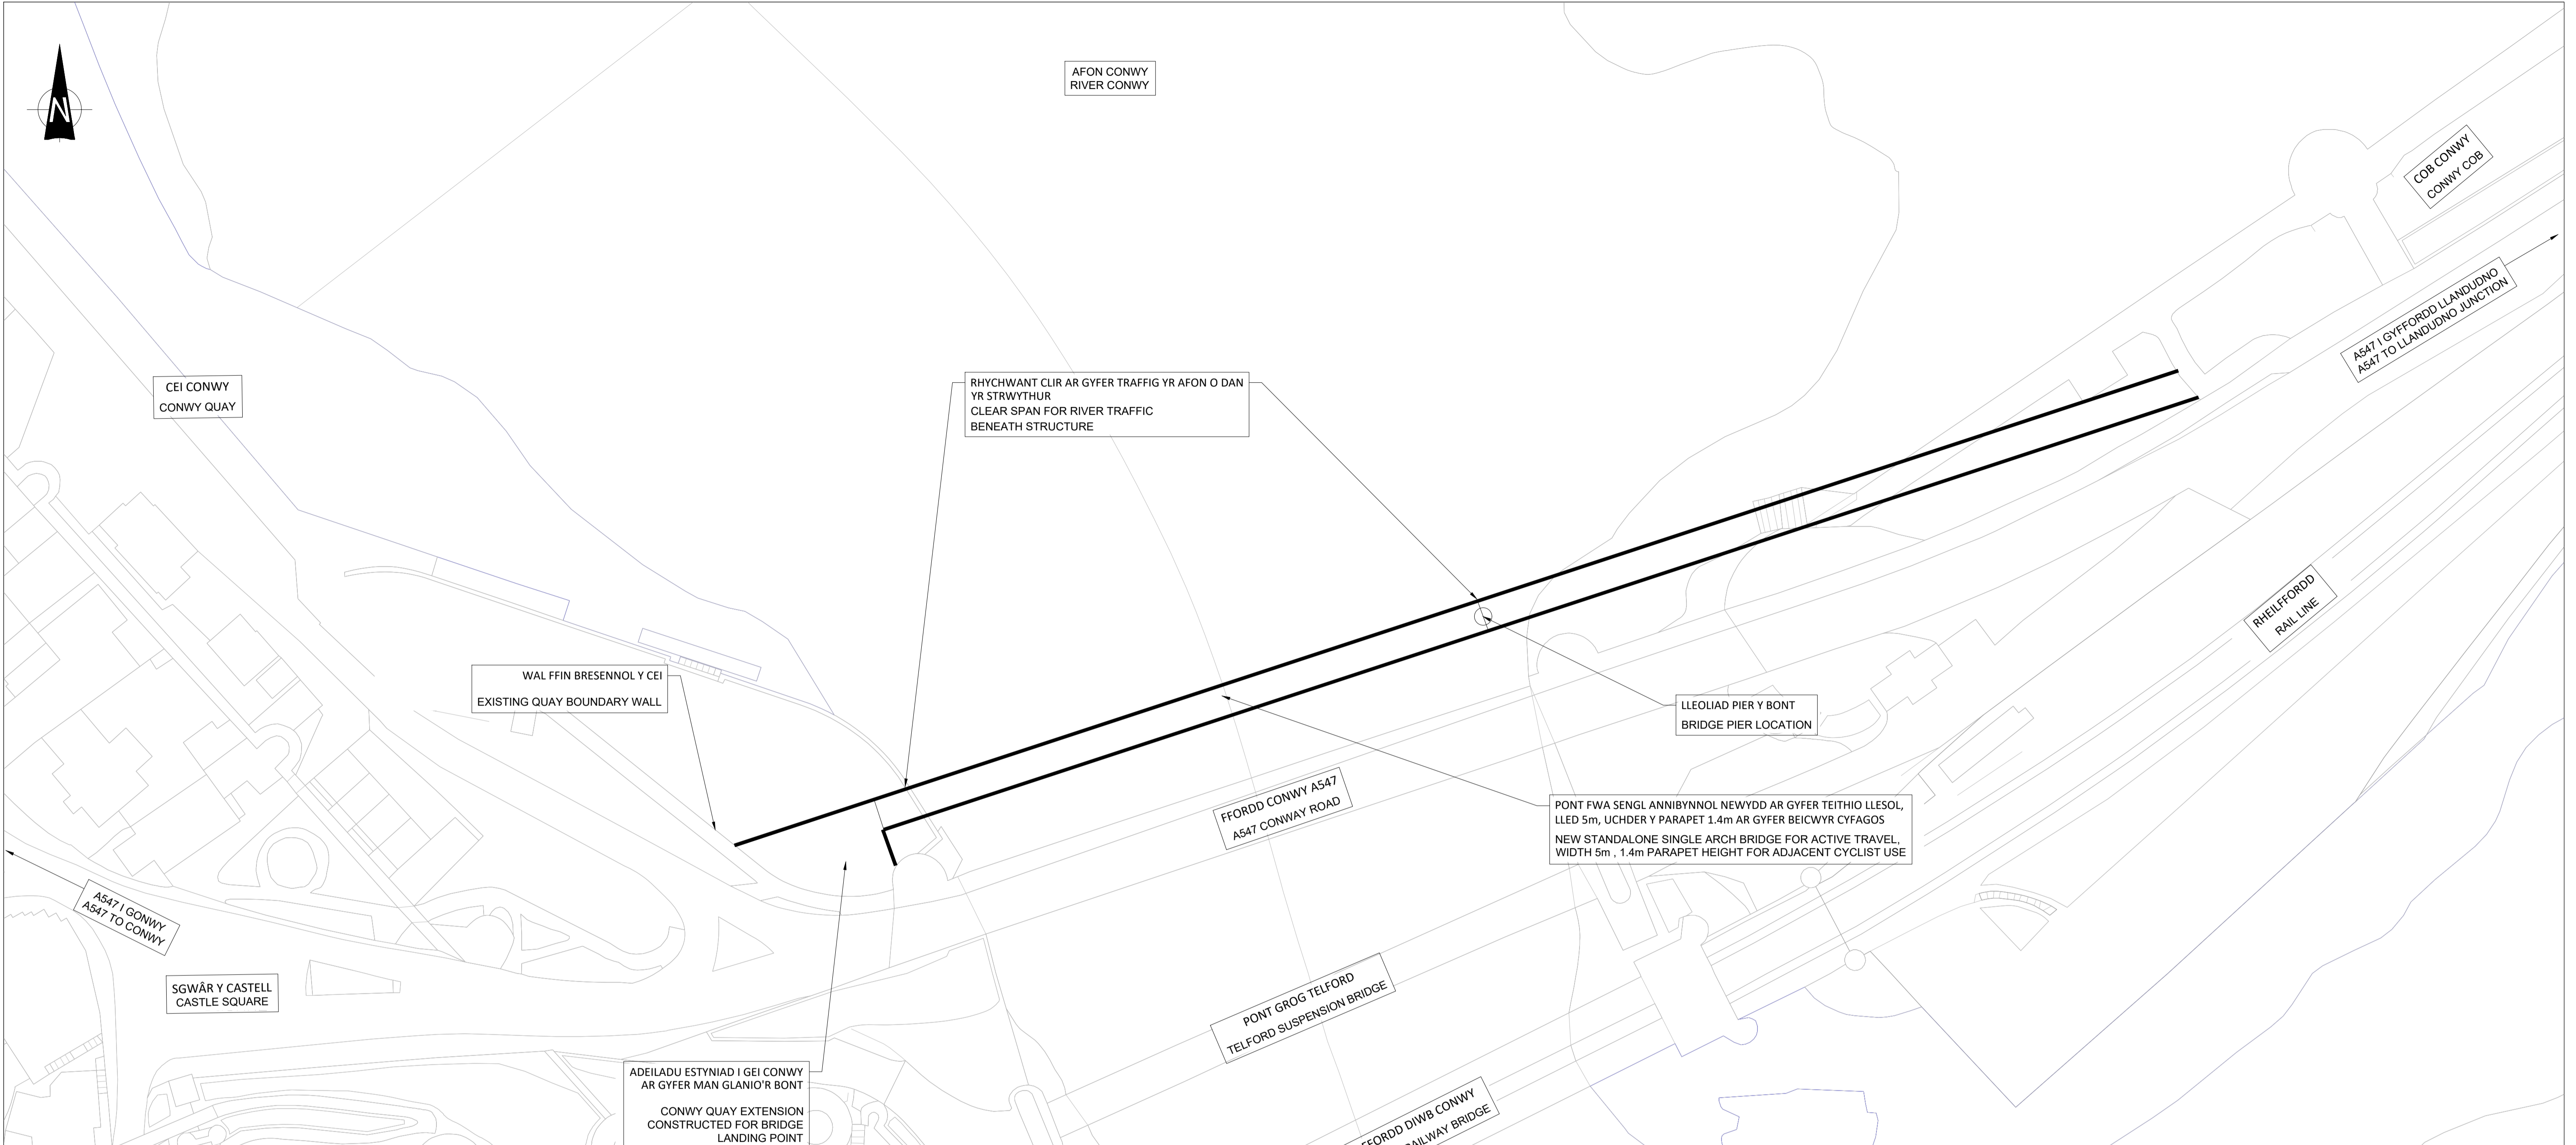 N
AFON CONWY
RIVER CONWY
COB CONWY
CONWY COB
A547 I GYFFORDD LLANDUDNO
A547 TO LLANDUDNO JUNCTION
CEI CONWY
CONWY QUAY
RHYCHWANT CLIR AR GYFER TRAFFIG YR AFON O DAN
YR STRWYTHUR
CLEAR SPAN FOR RIVER TRAFFIC
BENEATH STRUCTURE
RHEILFFORDD
RAIL LINE
WAL FFIN BRESENNOL Y CEI
EXISTING QUAY BOUNDARY WALL
LLEOLIAD PIER Y BONT
BRIDGE PIER LOCATION
FFORDD CONWY A547
A547 CONWAY ROAD
PONT FWA SENGL ANNIBYNNOL NEWYDD AR GYFER TEITHIO LLESOL,
LLED 5m, UCHDER Y PARAPET 1.4m AR GYFER BEICWYR CYFAGOS
NEW STANDALONE SINGLE ARCH BRIDGE FOR ACTIVE TRAVEL,
WIDTH 5m , 1.4m PARAPET HEIGHT FOR ADJACENT CYCLIST USE
A547 I GONWY
A547 TO CONWY
SGWÂR Y CASTELL
CASTLE SQUARE
PONT GROG TELFORD
TELFORD SUSPENSION BRIDGE
ADEILADU ESTYNIAD I GEI CONWY
AR GYFER MAN GLANIO'R BONT
CONWY QUAY EXTENSION
CONSTRUCTED FOR BRIDGE
LANDING POINT
DIWB CONWY
RAILWAY BRIDGE